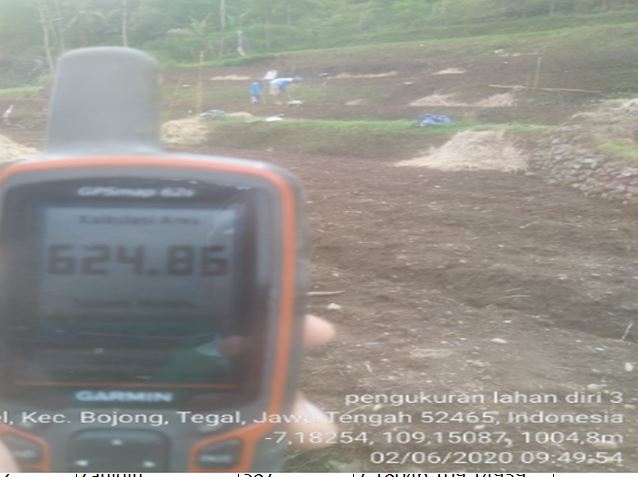 GPSmap 62s
Kalkulasi Area
624.86
GARMIN
pengukuran lahan diri 3
Kec. Bojong, Tegal, Jawa Tengah 52465, Indonesia
-7,18254, 109,15087, 1004,8m
02/06/2020 09:49:54